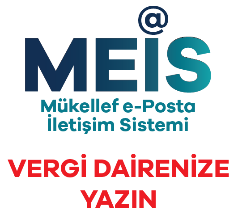 @
MEİS
Mükellef e-Posta
İletişim Sistemi
VERGİ DAİRENİZE
YAZIN